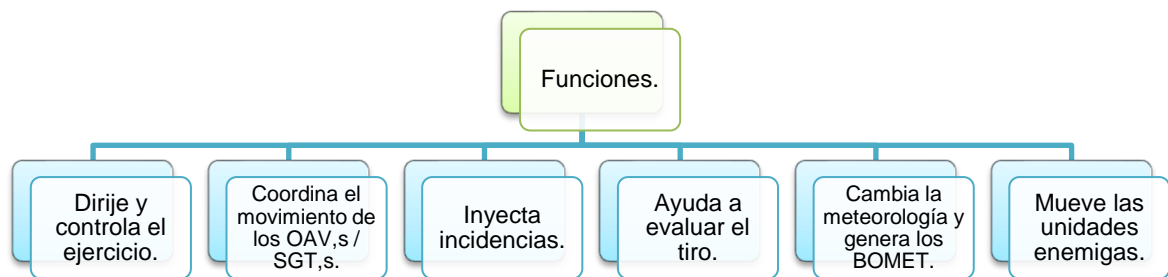 Funciones.
Dirije y
controla el
ejercicio.
Coordina el
movimiento de
los OAV,s /
SGT,s.
Inyecta
incidencias.
Ayuda a
evaluar el
tiro.
Cambia la
meteorología y
genera los
BOMET.
Mueve las
unidades
enemigas.